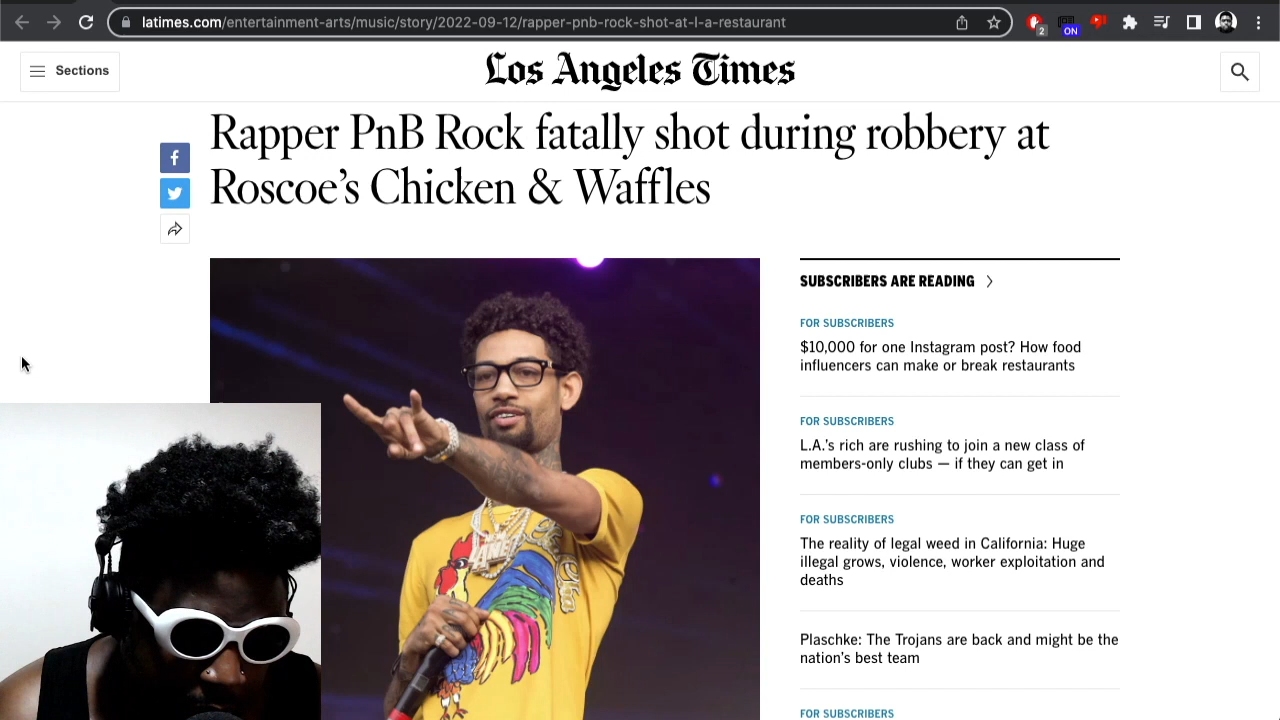 latimes.com/entertainment-arts/music/story/2022-09-12/rapper-pnb-rock-shot-at-l-a-restaurant
2
ON
Sections
Los Angeles Times
Rapper PnB Rock fatally shot during robbery at
Roscoe's Chicken & Waffles
SUBSCRIBERS ARE READING
FOR SUBSCRIBERS
$10,000 for one Instagram post? How food
influencers can make or break restaurants
FOR SUBSCRIBERS
L.A.'s rich are rushing to join a new class of
members-only clubs — if they can get in
FOR SUBSCRIBERS
The reality of legal weed in California: Huge
illegal grows, violence, worker exploitation and
deaths
Plaschke: The Trojans are back and might be the
nation's best team
FOR SUBSCRIBERS